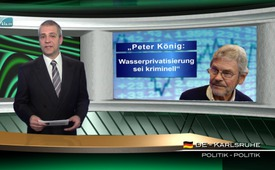 „Peter König:
Wasserprivatisierung
sei kriminell“
DE - KARLSRUHE
POLITIK - POLITIK